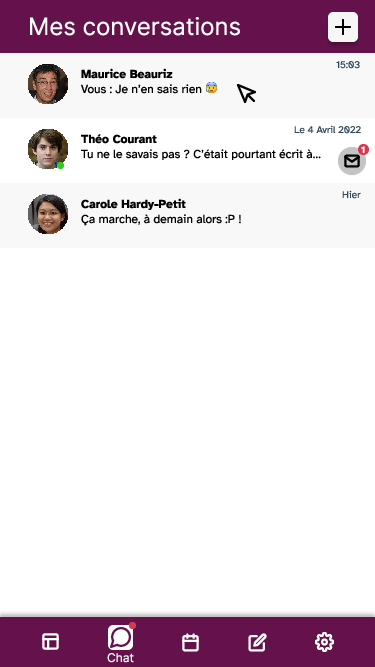 Mes conversations
15:03
Maurice Beauriz
Vous : Je n'en sais rien 😰
Le 4 Avril 2022
Théo Courant
Tu ne le savais pas ? C'était pourtant écrit à...
1
Hier
Carole Hardy-Petit
Ça marche, à demain alors :P !
Chat